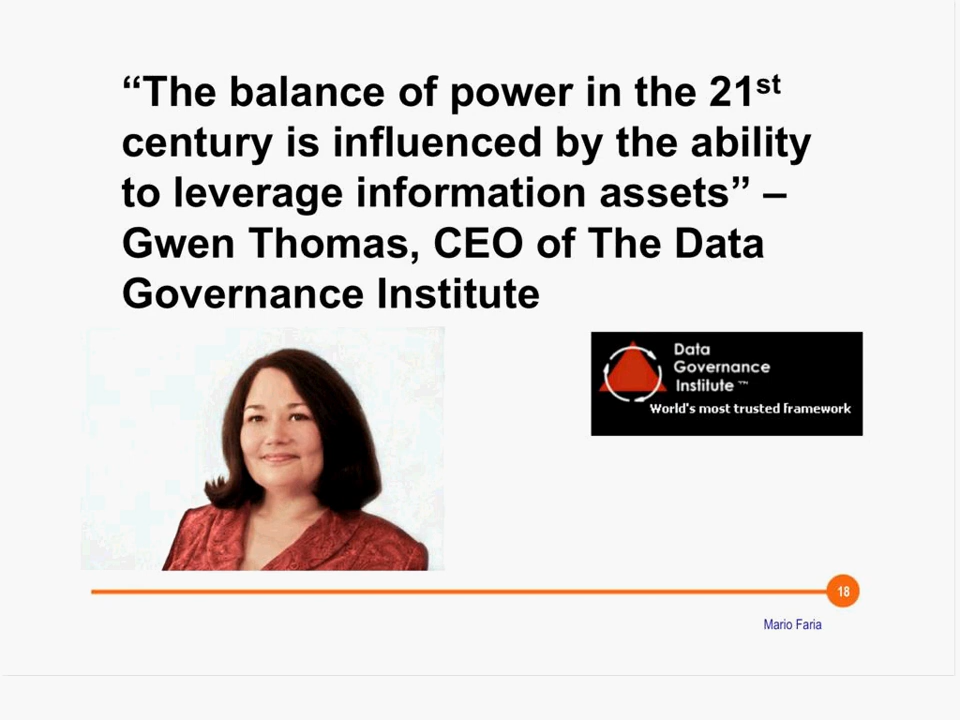 “The balance of power in the 21st
century is influenced by the ability
to leverage information assets” –
Gwen Thomas, CEO of The Data
Governance Institute
Data
Governance
Institute ™
World's most trusted framework
18
Mario Faria